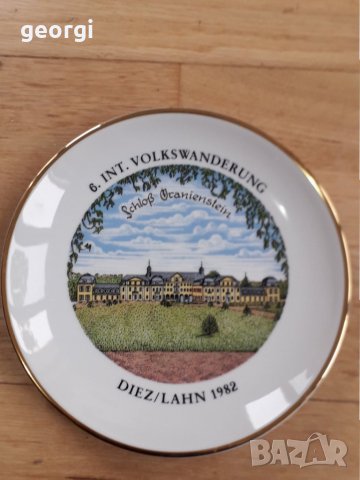 georgi
6. INT. VOLKSWANDERUNG
Schloß Oranienstein
DIEZ/LAHN 1982
BAZAR